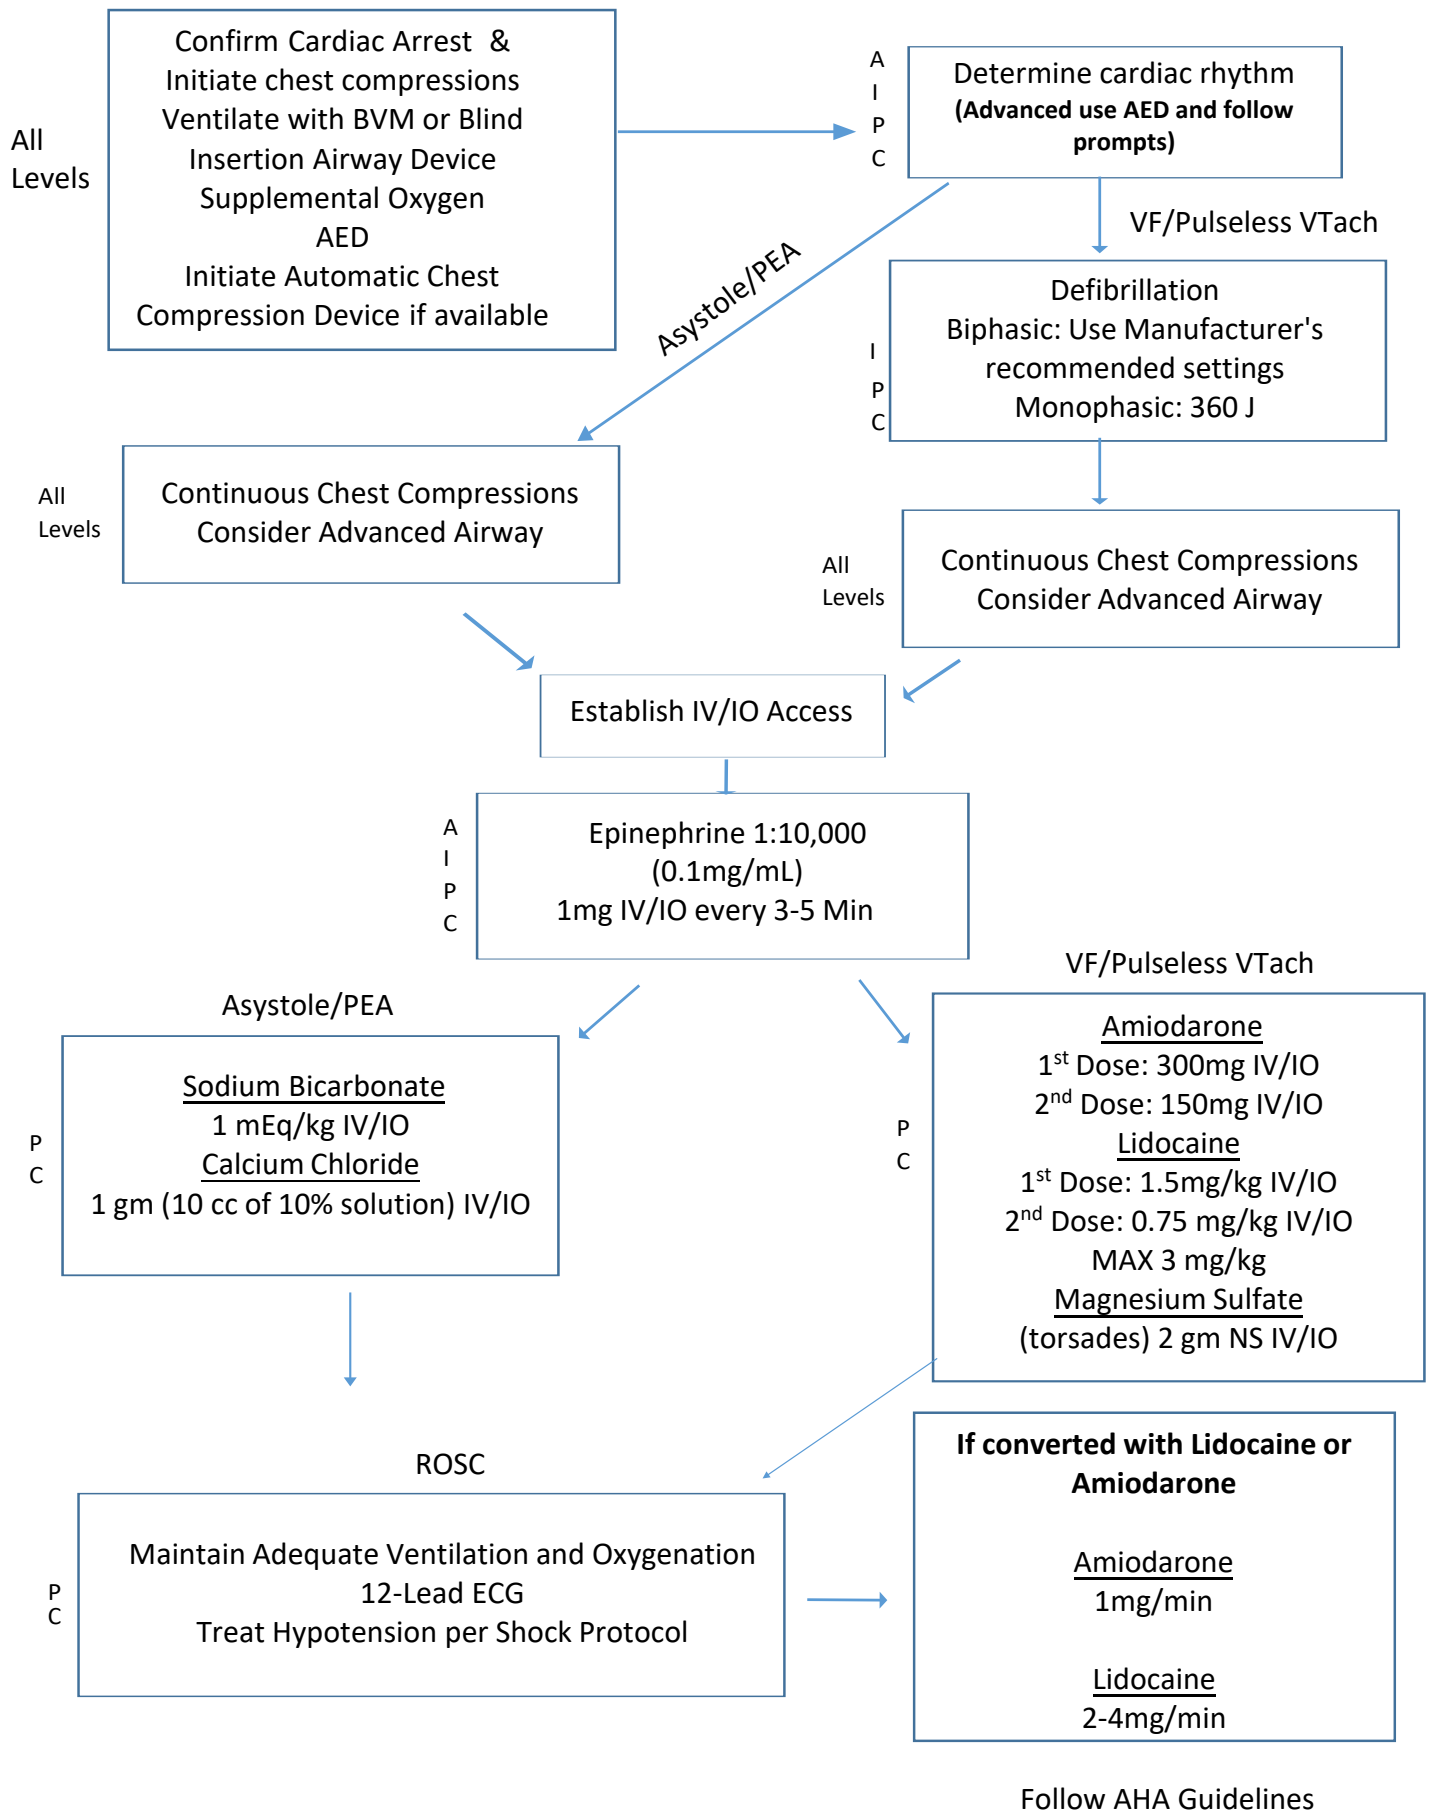 All
Levels
Confirm Cardiac Arrest &
Initiate chest compressions
Ventilate with BVM or Blind
Insertion Airway Device
Supplemental Oxygen
AED
Initiate Automatic Chest
Compression Device if available
A
I
P
C
Determine cardiac rhythm
(Advanced use AED and follow
prompts)
VF/Pulseless VTach
Asystole/PEA
I
P
C
Defibrillation
Biphasic: Use Manufacturer's
recommended settings
Monophasic: 360 J
All
Levels
Continuous Chest Compressions
Consider Advanced Airway
All
Levels
Continuous Chest Compressions
Consider Advanced Airway
Establish IV/IO Access
A
I
P
C
Epinephrine 1:10,000
(0.1mg/mL)
1mg IV/IO every 3-5 Min
Asystole/PEA
P
C
Sodium Bicarbonate
1 mEq/kg IV/IO
Calcium Chloride
1 gm (10 cc of 10% solution) IV/IO
VF/Pulseless VTach
P
C
Amiodarone
1st Dose: 300mg IV/IO
2nd Dose: 150mg IV/IO
Lidocaine
1st Dose: 1.5mg/kg IV/IO
2nd Dose: 0.75 mg/kg IV/IO
MAX 3 mg/kg
Magnesium Sulfate
(torsades) 2 gm NS IV/IO
ROSC
P
C
Maintain Adequate Ventilation and Oxygenation
12-Lead ECG
Treat Hypotension per Shock Protocol
If converted with Lidocaine or
Amiodarone
Amiodarone
1mg/min
Lidocaine
2-4mg/min
Follow AHA Guidelines